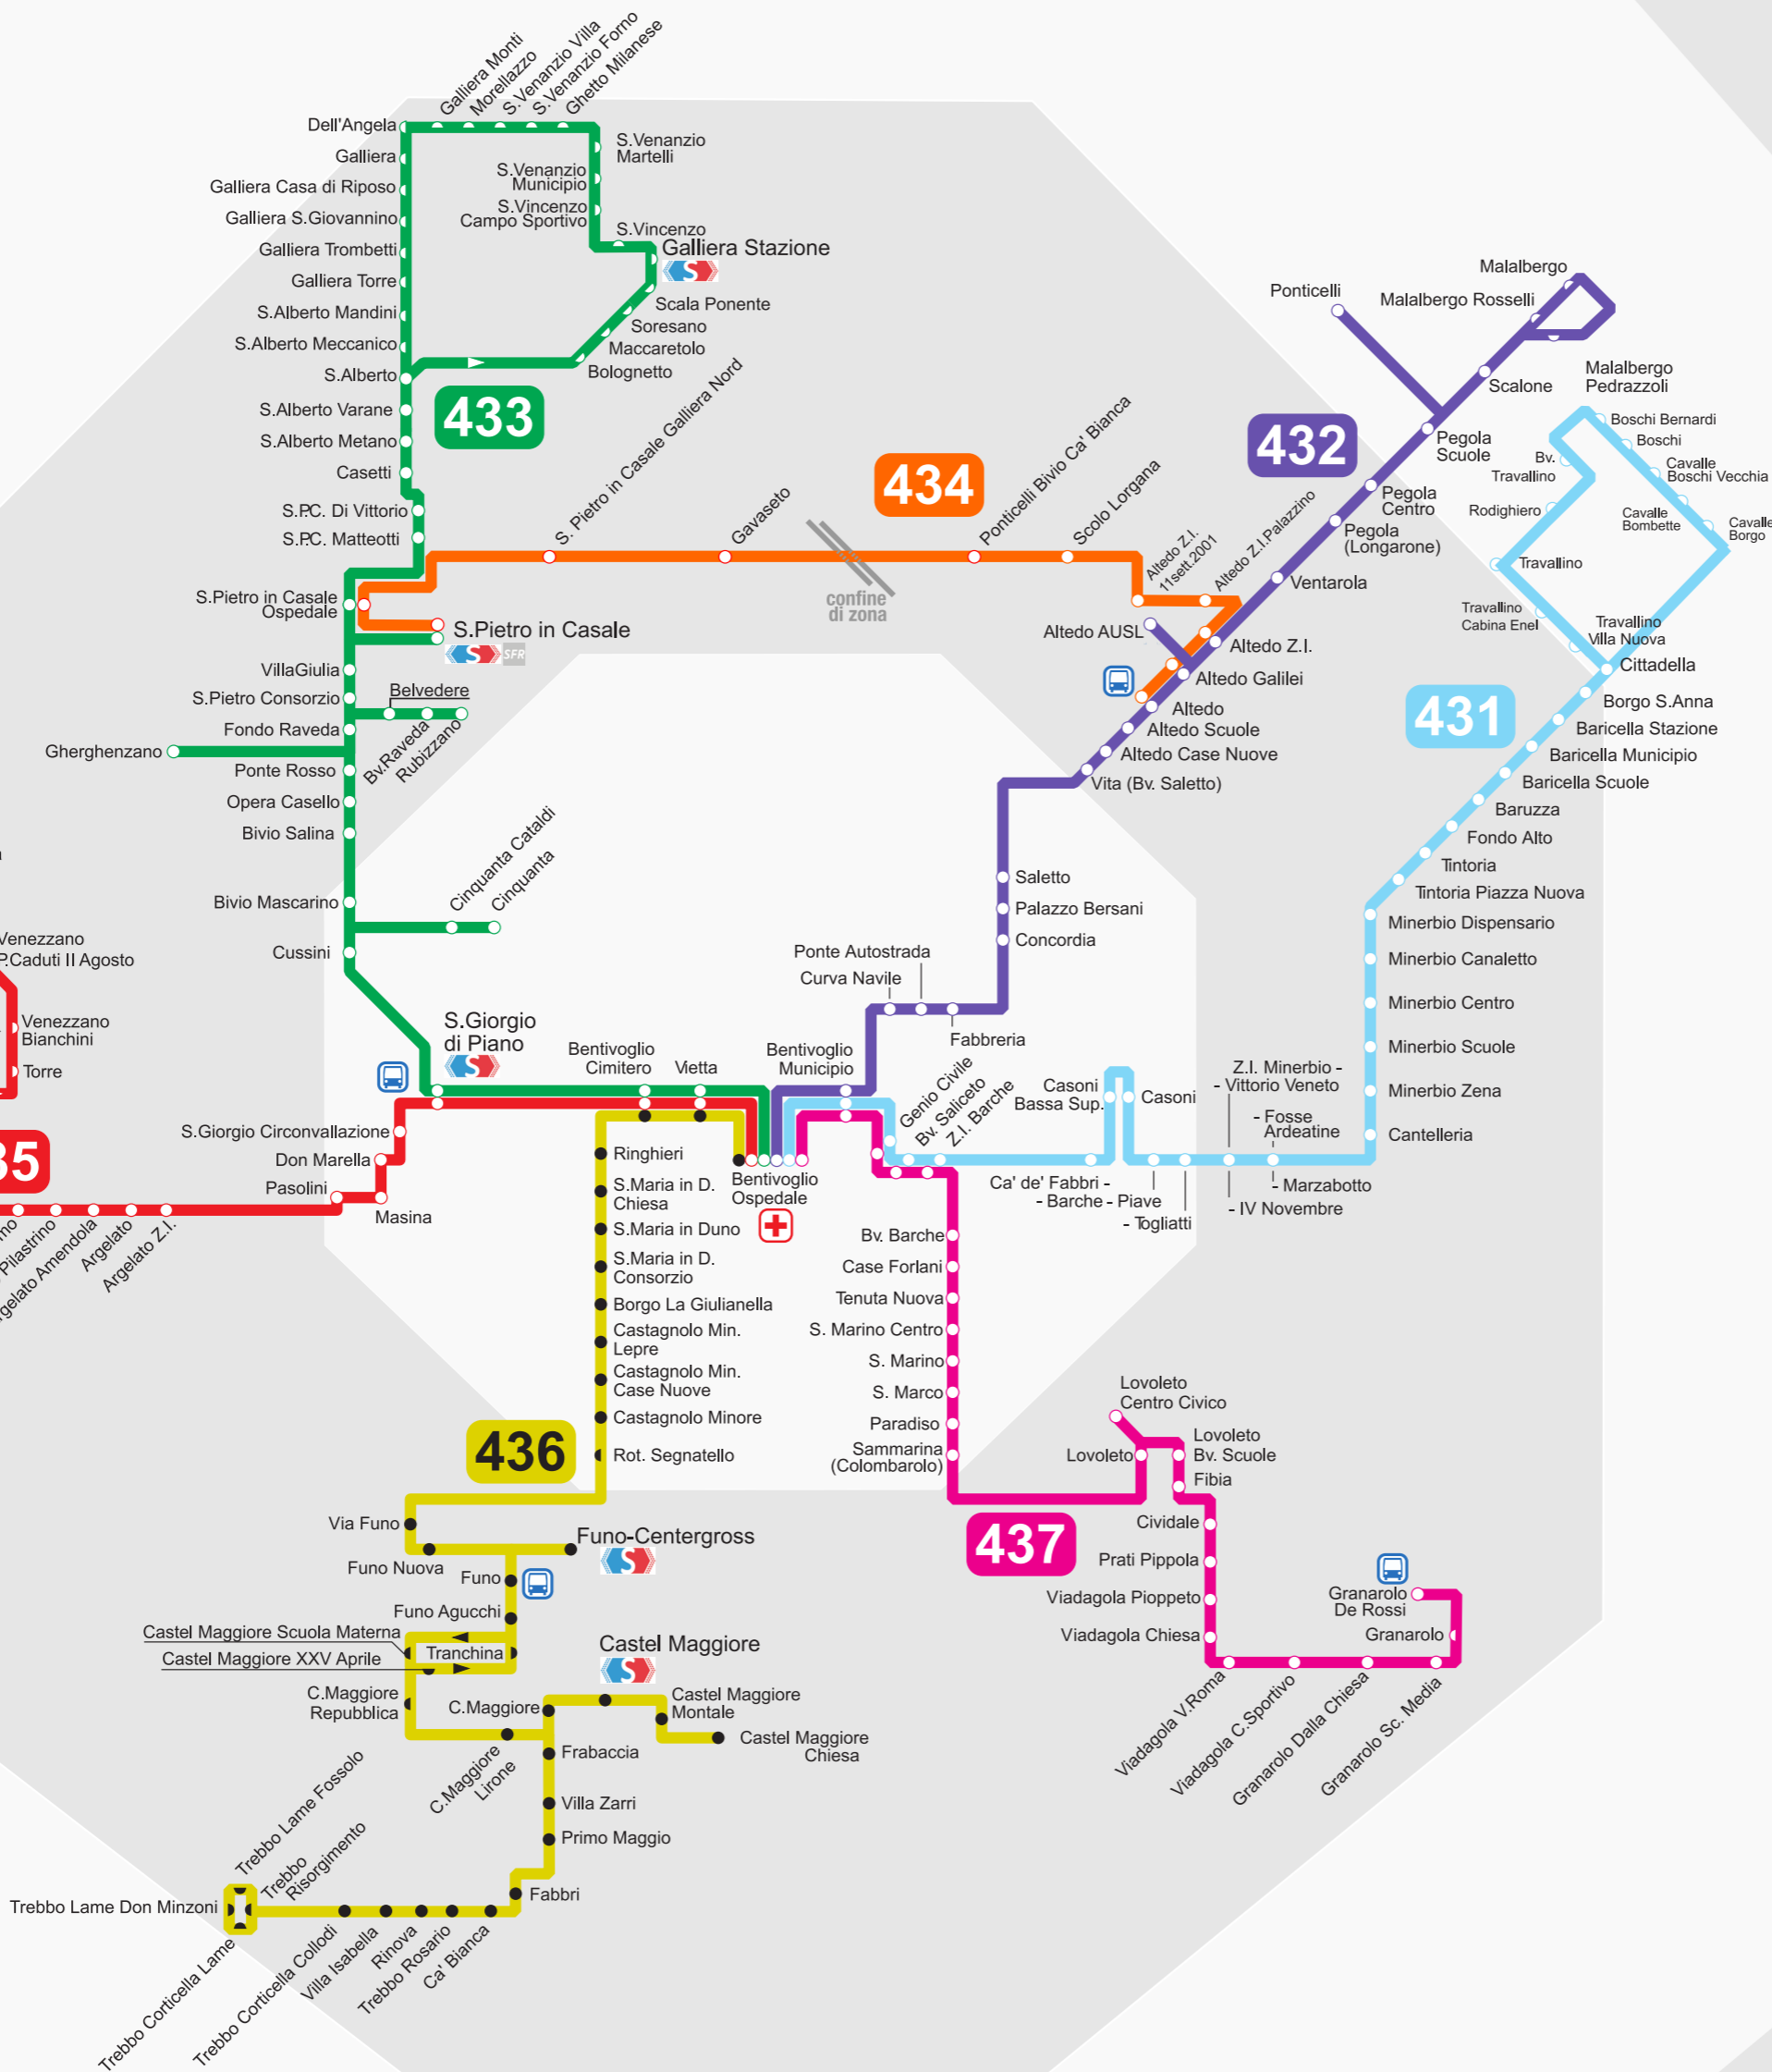 Galliera Monti
Morellazzo
S.Venanzio Villa
S.Venanzio Forno
Ghetto Milanese
Dell'Angela
Galliera
Galliera Casa di Riposo
Galliera S.Giovannino
Galliera Trombetti
Galliera Torre
S.Alberto Mandini
S.Alberto Meccanico
S.Alberto
S.Alberto Varane
S.Alberto Metano
Casetti
S.P.C. Di Vittorio
S.P.C. Matteotti
S.Pietro in Casale
Ospedale
S.Venanzio
Martelli
S.Venanzio
Municipio
S.Vincenzo
Campo Sportivo
S.Vincenzo
Galliera Stazione
S
Scala Ponente
Soresano
Maccaretolo
Bolognetto
433
S. Pietro in Casale Galliera Nord
Gavaseto
434
confine
di zona
Ponticelli Bivio Ca' Bianca
Scolo Lorgana
Altedo Z.I.
11sett.2001
Altedo Z.I.Palazzino
S.Pietro in Casale
S
SFR
VillaGiulia
S.Pietro Consorzio
Belvedere
Fondo Raveda
Bv.Raveda
Rubizzano
Gherghenzano
Ponte Rosso
Opera Casello
Bivio Salina
Bivio Mascarino
Cinquanta Cataldi
Cinquanta
Cussini
S.Giorgio
di Piano
S
432
Malalbergo
Malalbergo Rosselli
Ponticelli
Malalbergo
Pedrazzoli
Scalone
Pegola
Scuole
Pegola
Centro
Pegola
(Longarone)
Ventarola
Altedo AUSL
Altedo Z.I.
Altedo Galilei
Altedo
Altedo Scuole
Altedo Case Nuove
Vita (Bv. Saletto)
Saletto
Palazzo Bersani
Concordia
Ponte Autostrada
Curva Navile
Fabbreria
Bentivoglio
Municipio
Bentivoglio
Cimitero
Vietta
431
Boschi Bernardi
Boschi
Cavalle
Boschi Vecchia
Cavalle
Bombette
Cavalle
Borgo
Bv.
Travallino
Rodighiero
Travallino
Travallino
Cabina Enel
Travallino
Villa Nuova
Cittadella
Borgo S.Anna
Baricella Stazione
Baricella Municipio
Baricella Scuole
Baruzza
Fondo Alto
Tintoria
Tintoria Piazza Nuova
Minerbio Dispensario
Minerbio Canaletto
Minerbio Centro
Minerbio Scuole
Minerbio Zena
Cantelleria
Z.I. Minerbio -
- Vittorio Veneto
- Fosse
Ardeatine
- Marzabotto
- IV Novembre
- Togliatti
Ca' de' Fabbri -
- Barche - Piave
Casoni
Bassa Sup.
Casoni
Genio Civile
Bv. Saliceto
Z.I. Barche
Venezzano
P.Caduti II Agosto
Venezzano
Bianchini
Torre
35
S.Giorgio Circonvallazione
Don Marella
Pasolini
Masina
Pilastrino
Argelato
Argelato Z.I.
Bentivoglio
Ospedale
Ringhieri
S.Maria in D.
Chiesa
S.Maria in Duno
S.Maria in D.
Consorzio
Borgo La Giulianella
Castagnolo Min.
Lepre
Castagnolo Min.
Case Nuove
Castagnolo Minore
Rot. Segnatello
436
Via Funo
Funo Nuova
Funo-Centergross
S
Funo
Funo Agucchi
Castel Maggiore Scuola Materna
Tranchina
Castel Maggiore XXV Aprile
C.Maggiore
Repubblica
C.Maggiore
Castel Maggiore
S
Castel Maggiore
Montale
Castel Maggiore
Chiesa
C.Maggiore
Lirone
Frabaccia
Villa Zarri
Primo Maggio
Fabbri
Trebbo Lame Fossolo
Trebbo
Risorgimento
Trebbo Lame Don Minzoni
Trebbo Corticella Lame
Trebbo Corticella Collodi
Villa Isabella
Rinova
Trebbo Rosario
Ca' Bianca
Bv. Barche
Case Forlani
Tenuta Nuova
S. Marino Centro
S. Marino
S. Marco
Paradiso
Sammarina
(Colombarolo)
437
Lovoleto
Centro Civico
Lovoleto
Lovoleto
Bv. Scuole
Fibia
Cividale
Prati Pippola
Viadagola Pioppeto
Viadagola Chiesa
Viadagola V.Roma
Viadagola C.Sportivo
Granarolo Dalla Chiesa
Granarolo Sc. Media
Granarolo
De Rossi
Granarolo